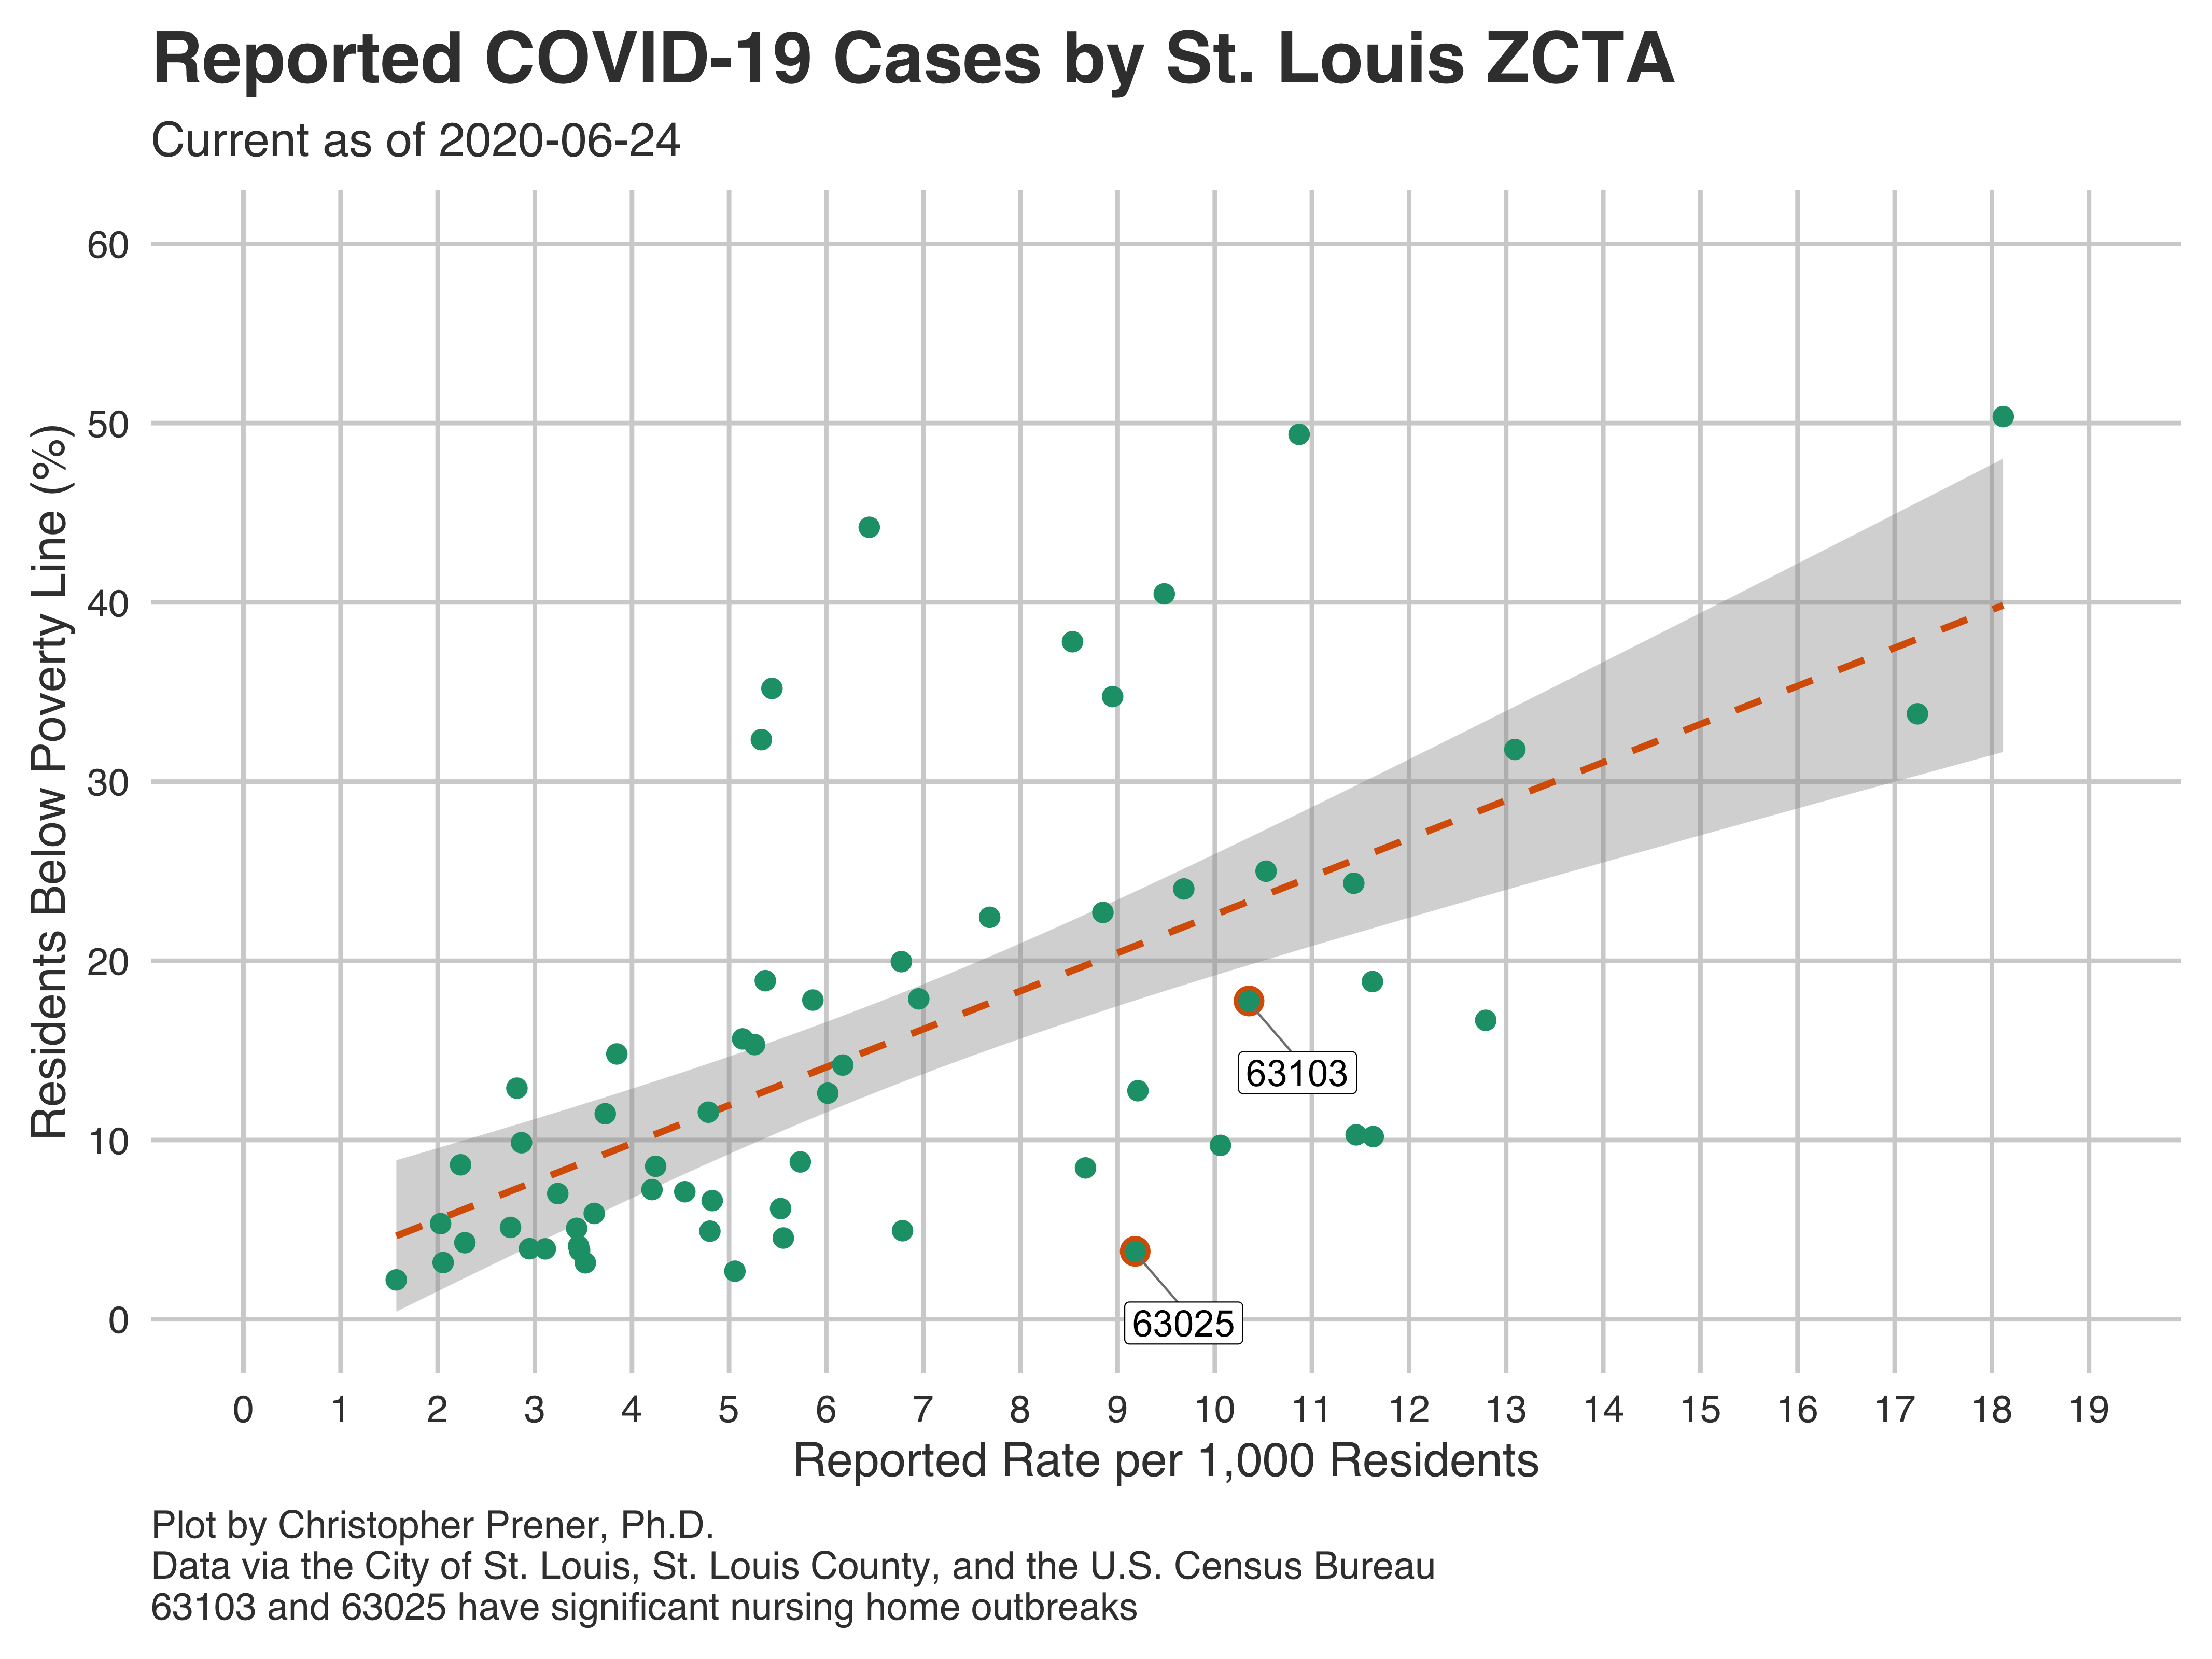 Reported COVID-19 Cases by St. Louis ZCTA
Current as of 2020-06-24
Residents Below Poverty Line (%)
60
50
40
30
20
10
0
63103
63025
0 1 2 3 4 5 6 7 8 9 10 11 12 13 14 15 16 17 18 19
Reported Rate per 1,000 Residents
Plot by Christopher Prener, Ph.D.
Data via the City of St. Louis, St. Louis County, and the U.S. Census Bureau
63103 and 63025 have significant nursing home outbreaks